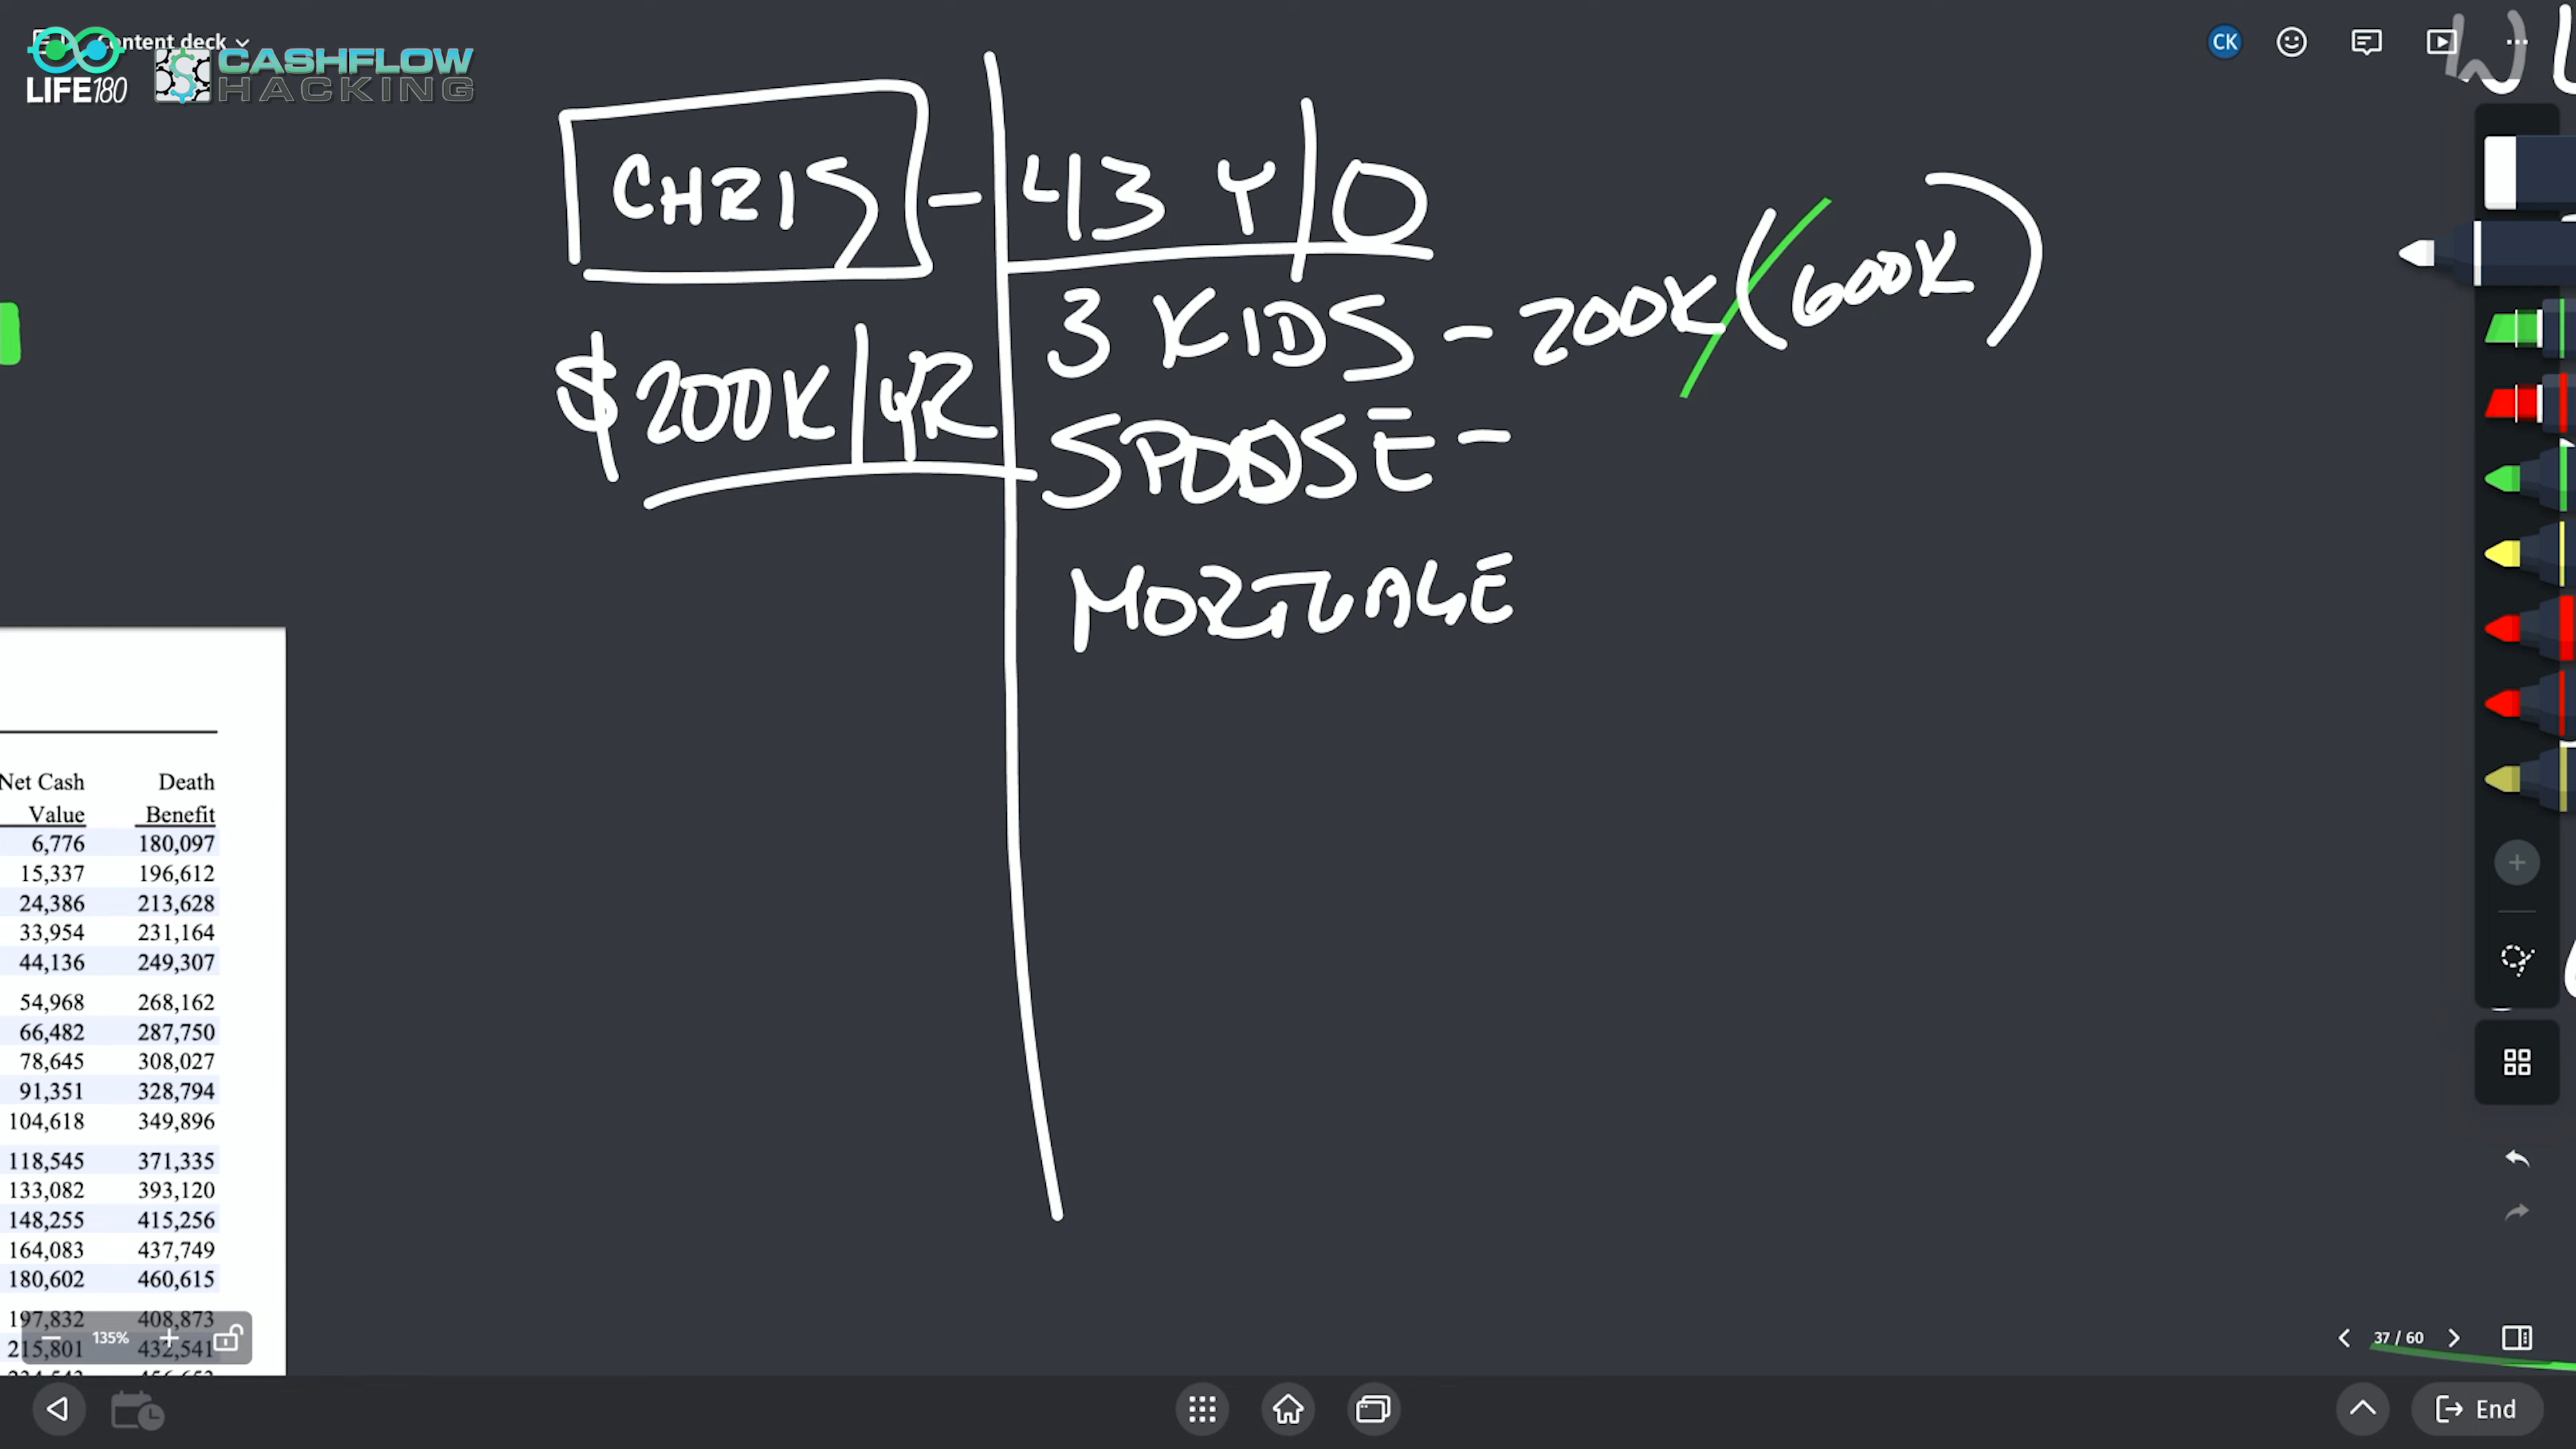 Content deck
LIFE180
CASHFLOW
HACKING
CK
CHRIS - 43 Y/O
$200K/YR
3 KIDS - 200K (600K)
SPOUSE -
MORTGAGE
Net Cash Death
Value Benefit
6,776 180,097
15,337 196,612
24,386 213,628
33,954 231,164
44,136 249,307
54,968 268,162
66,482 287,750
78,645 308,027
91,351 328,794
104,618 349,896
118,545 371,335
133,082 393,120
148,255 415,256
164,083 437,749
180,602 460,615
197,832 408,873
215,801 432,541
135%
37 / 60
End